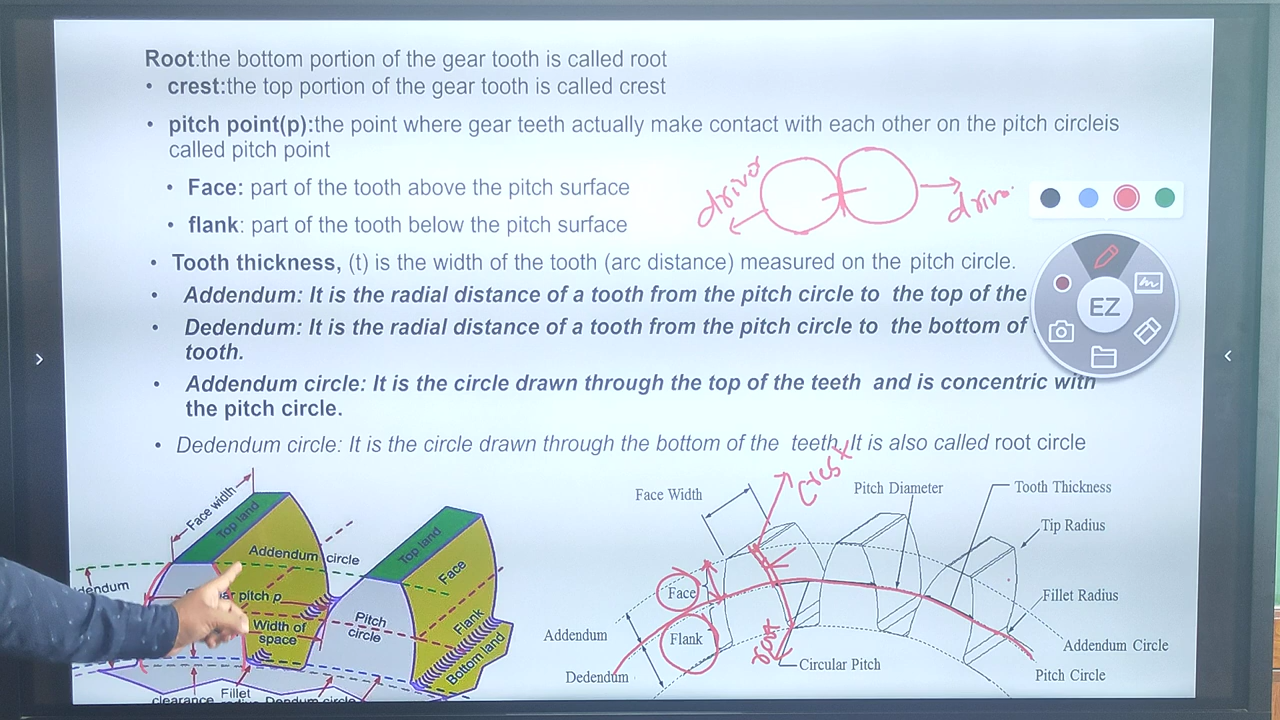 Root:the bottom portion of the gear tooth is called root
• crest:the top portion of the gear tooth is called crest
• pitch point(p):the point where gear teeth actually make contact with each other on the pitch circleis
called pitch point
• Face: part of the tooth above the pitch surface
• flank: part of the tooth below the pitch surface
driver
• Tooth thickness, (t) is the width of the tooth (arc distance) measured on the pitch circle.
• Addendum: It is the radial distance of a tooth from the pitch circle to the top of the
• Dedendum: It is the radial distance of a tooth from the pitch circle to the bottom of
tooth.
• Addendum circle: It is the circle drawn through the top of the teeth and is concentric with
the pitch circle.
• Dedendum circle: It is the circle drawn through the bottom of the teeth. It is also called root circle
EZ
Face width
Top land
Addendum circle
pitch p
Width of
space
Pitch
circle
Top land
Face
Flank
Bottom land
clearance
Fillet
circle
Face Width
crest
Pitch Diameter
Tooth Thickness
Tip Radius
Face
Fillet Radius
Addendum
Flank
root
Addendum Circle
Dedendum
Circular Pitch
Pitch Circle